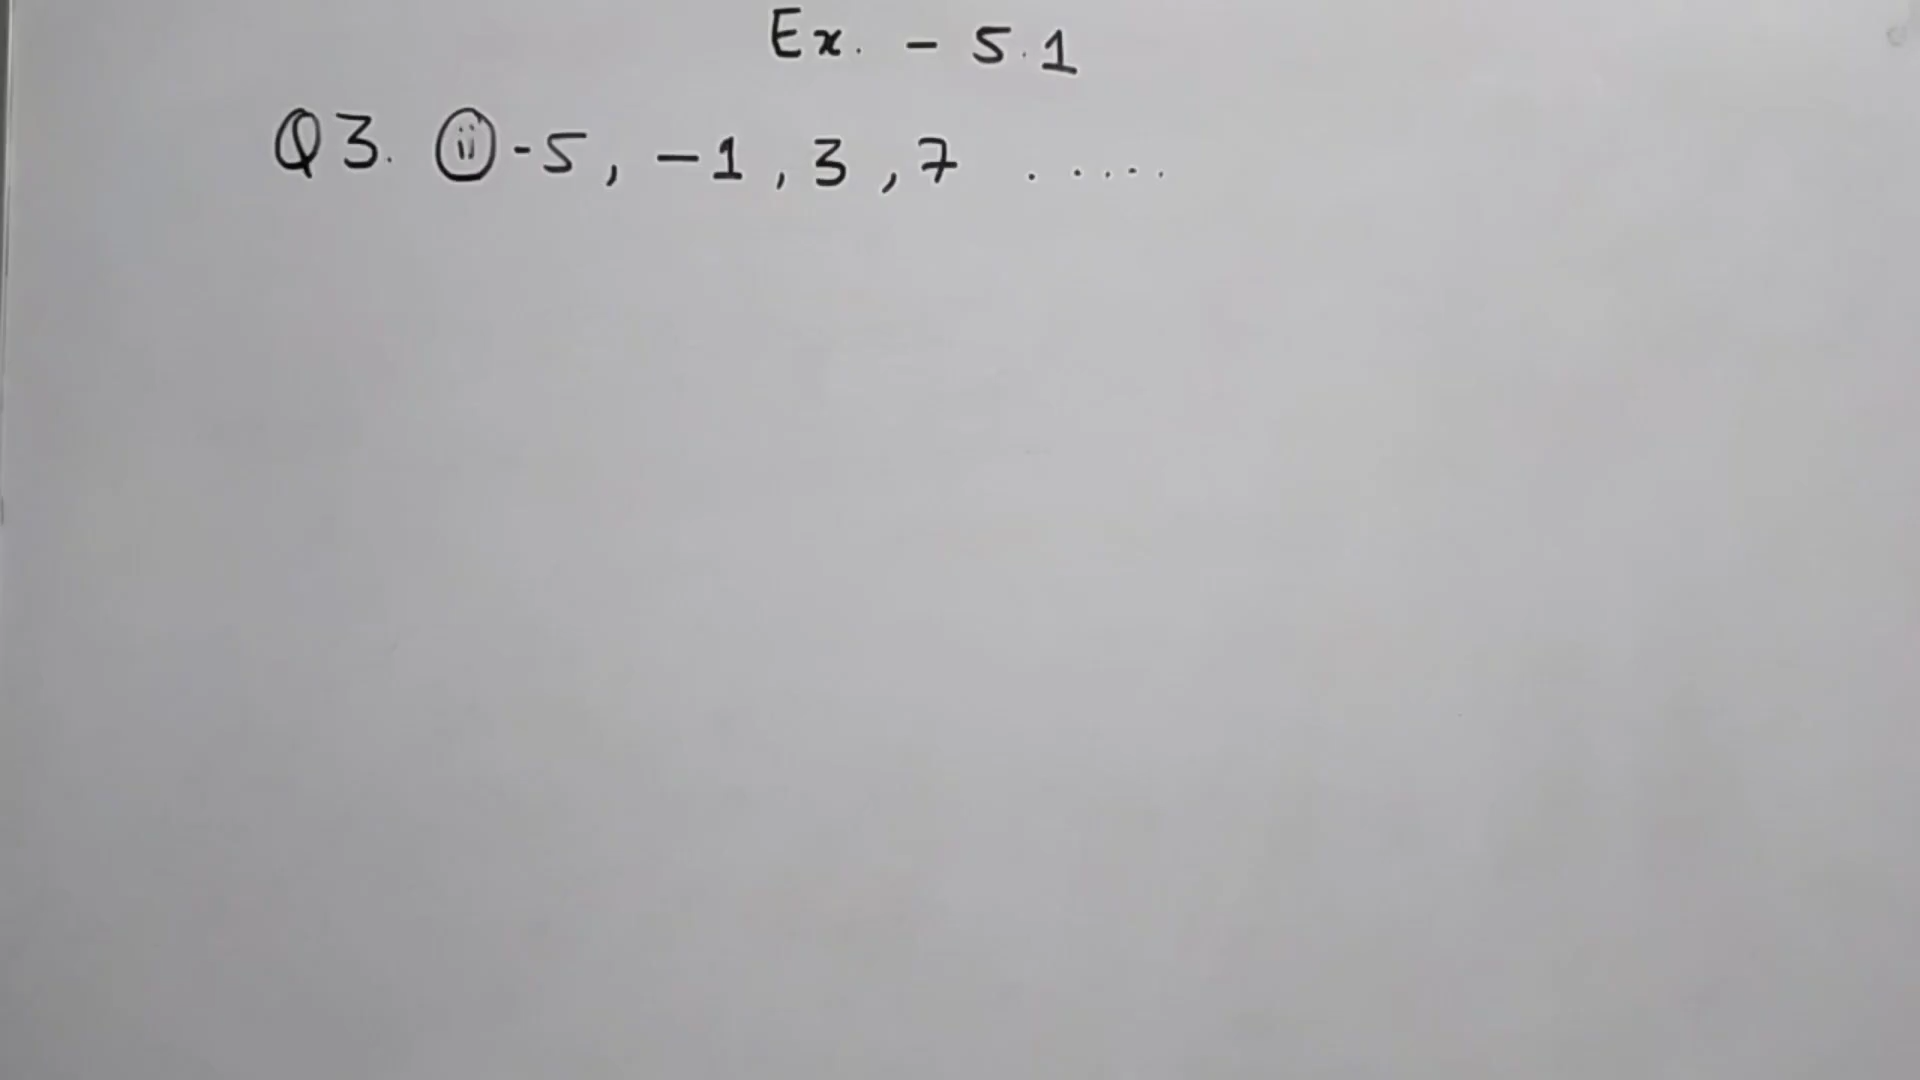 Ex. - 5.1
Q3. (ii) -5, -1, 3, 7 .....